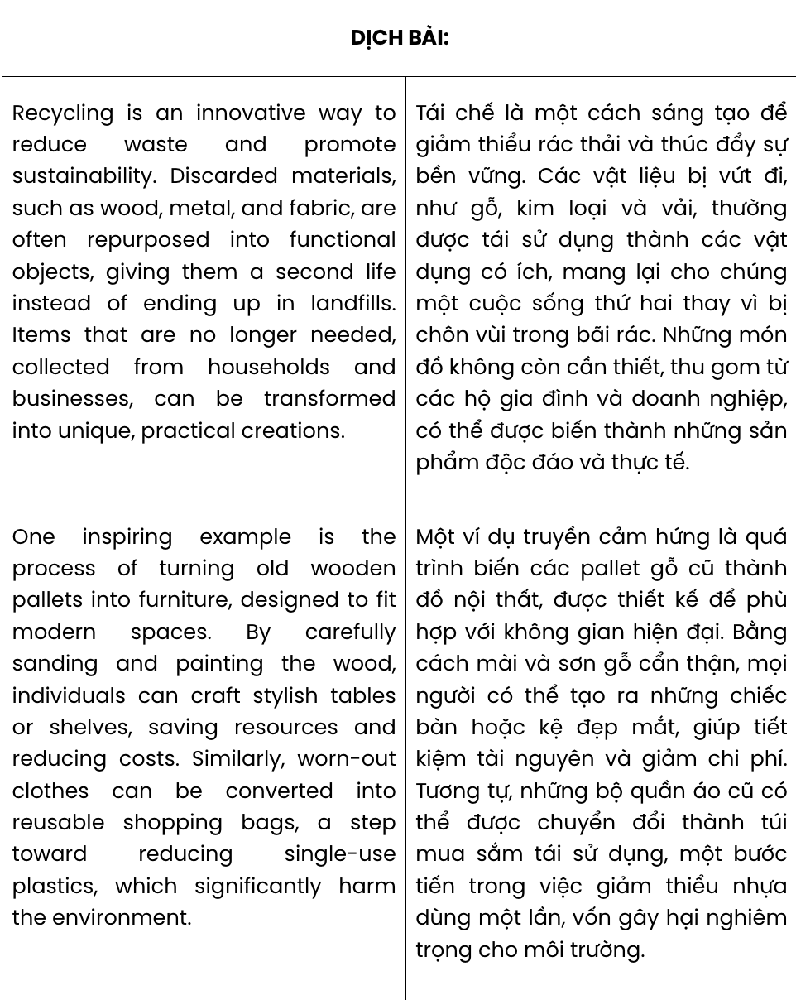 DỊCH BÀI:
Recycling is an innovative way to
reduce waste and promote
sustainability. Discarded materials,
such as wood, metal, and fabric, are
often repurposed into functional
objects, giving them a second life
instead of ending up in landfills.
Items that are no longer needed,
collected from households and
businesses, can be transformed
into unique, practical creations.
Tái chế là một cách sáng tạo để
giảm thiểu rác thải và thúc đẩy sự
bền vững. Các vật liệu bị vứt đi,
như gỗ, kim loại và vải, thường
được tái sử dụng thành các vật
dụng có ích, mang lại cho chúng
một cuộc sống thứ hai thay vì bị
chôn vùi trong bãi rác. Những món
đồ không còn cần thiết, thu gom từ
các hộ gia đình và doanh nghiệp,
có thể được biến thành những sản
phẩm độc đáo và thực tế.
One inspiring example is the
process of turning old wooden
pallets into furniture, designed to fit
modern spaces. By carefully
sanding and painting the wood,
individuals can craft stylish tables
or shelves, saving resources and
reducing costs. Similarly, worn-out
clothes can be converted into
reusable shopping bags, a step
toward reducing single-use
plastics, which significantly harm
the environment.
Một ví dụ truyền cảm hứng là quá
trình biến các pallet gỗ cũ thành
đồ nội thất, được thiết kế để phù
hợp với không gian hiện đại. Bằng
cách mài và sơn gỗ cẩn thận, mọi
người có thể tạo ra những chiếc
bàn hoặc kệ đẹp mắt, giúp tiết
kiệm tài nguyên và giảm chi phí.
Tương tự, những bộ quần áo cũ có
thể được chuyển đổi thành túi
mua sắm tái sử dụng, một bước
tiến trong việc giảm thiểu nhựa
dùng một lần, vốn gây hại nghiêm
trọng cho môi trường.